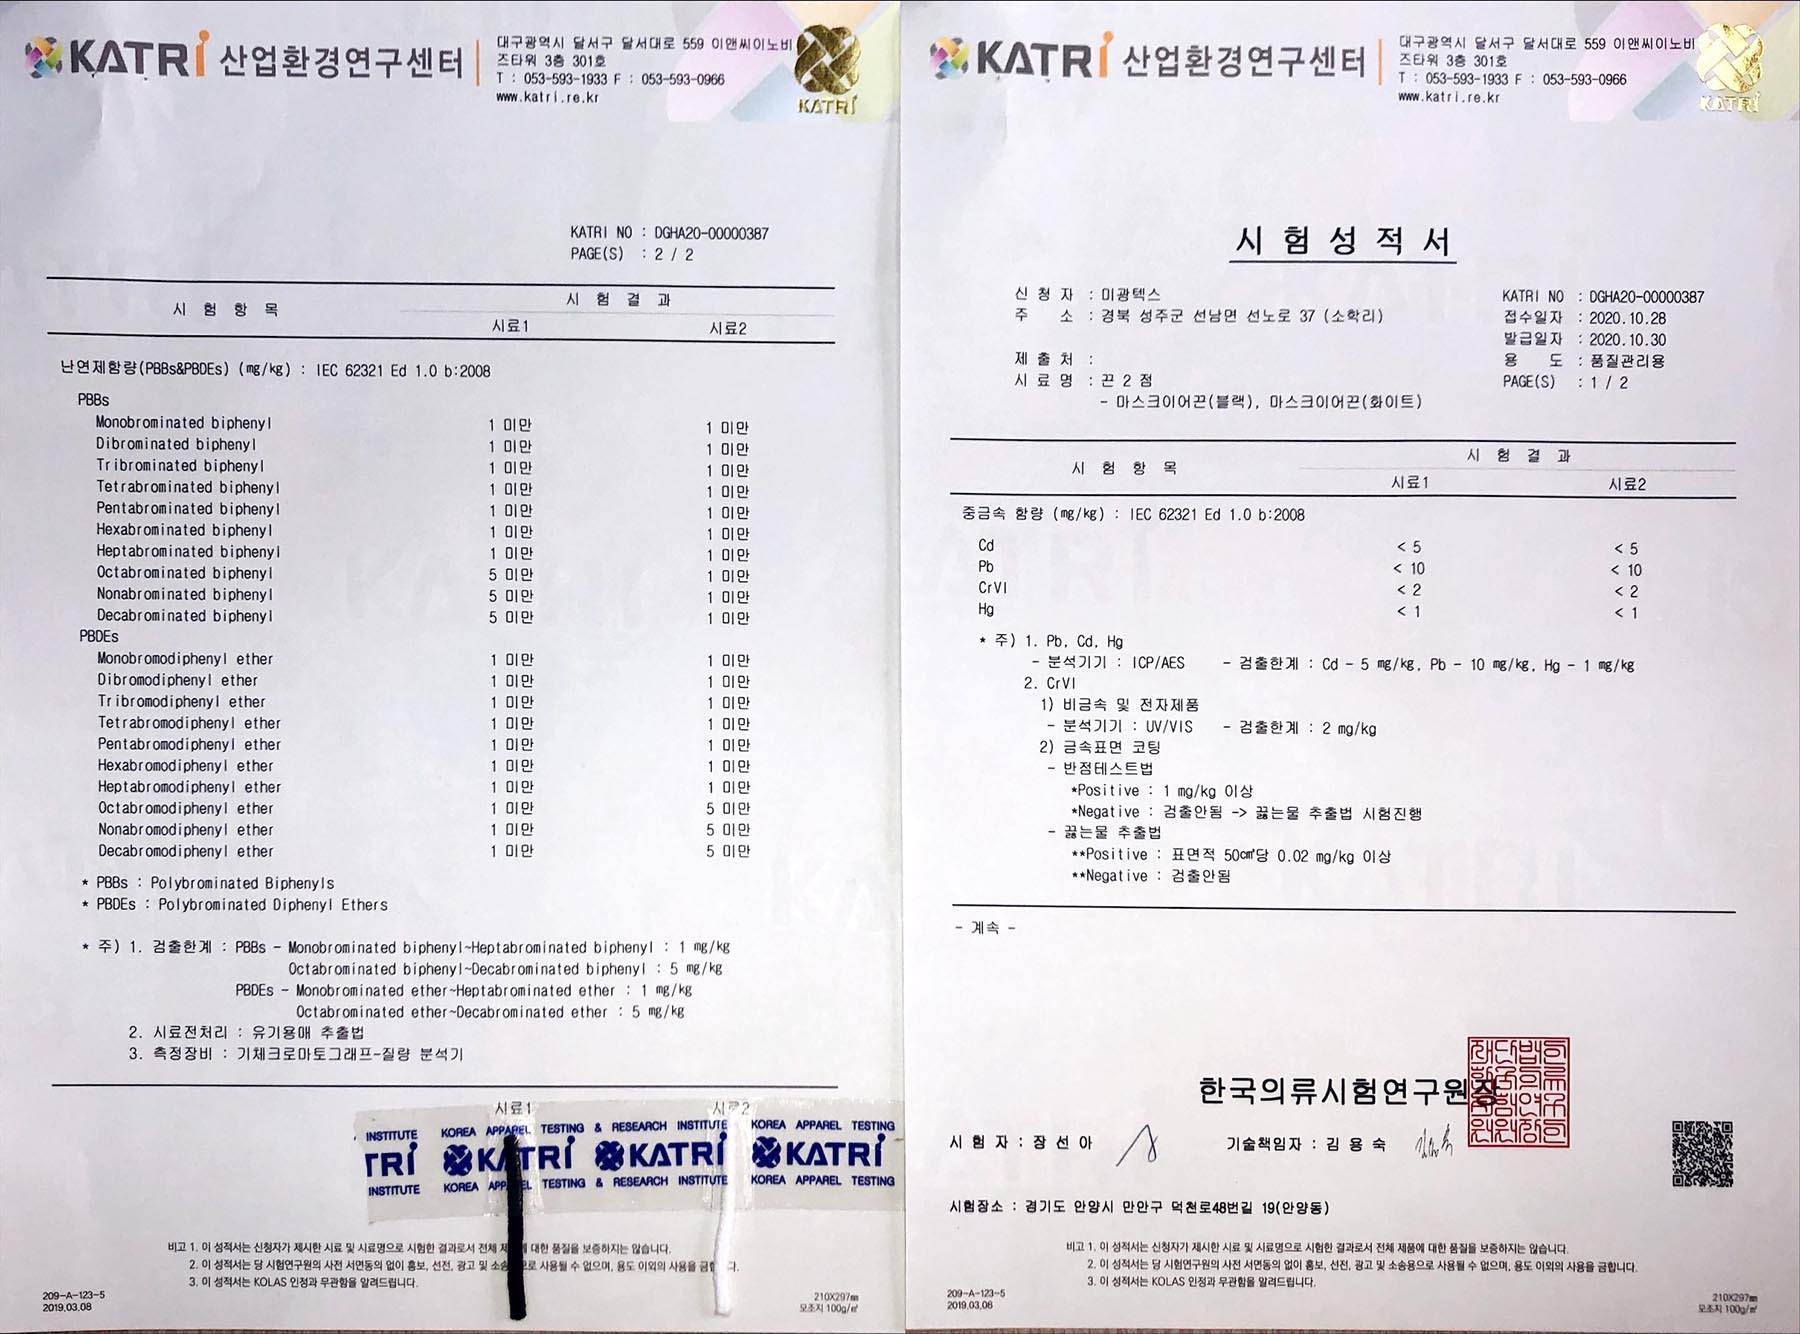 KATRI 산업환경연구센터
대구광역시 달서구 달서대로 559 이앤씨이노비
즈타워 3층 301호
T : 053-593-1933 F : 053-593-0966
www.katri.re.kr
KATRI
KATRI NO : DGHA20-00000387
PAGE(S) : 2 / 2
시 험 항 목
시 험 결 과
시료1 시료2
난연제함량(PBBs&PBDEs) (mg/kg) : IEC 62321 Ed 1.0 b:2008
PBBs
Monobrominated biphenyl 1 미만 1 미만
Dibrominated biphenyl 1 미만 1 미만
Tribrominated biphenyl 1 미만 1 미만
Tetrabrominated biphenyl 1 미만 1 미만
Pentabrominated biphenyl 1 미만 1 미만
Hexabrominated biphenyl 1 미만 1 미만
Heptabrominated biphenyl 1 미만 1 미만
Octabrominated biphenyl 5 미만 1 미만
Nonabrominated biphenyl 5 미만 1 미만
Decabrominated biphenyl 5 미만 1 미만
PBDEs
Monobromodiphenyl ether 1 미만 1 미만
Dibromodiphenyl ether 1 미만 1 미만
Tribromodiphenyl ether 1 미만 1 미만
Tetrabromodiphenyl ether 1 미만 1 미만
Pentabromodiphenyl ether 1 미만 1 미만
Hexabromodiphenyl ether 1 미만 1 미만
Heptabromodiphenyl ether 1 미만 1 미만
Octabromodiphenyl ether 1 미만 5 미만
Nonabromodiphenyl ether 1 미만 5 미만
Decabromodiphenyl ether 1 미만 5 미만
* PBBs : Polybrominated Biphenyls
* PBDEs : Polybrominated Diphenyl Ethers
* 주) 1. 검출한계 : PBBs - Monobrominated biphenyl~Heptabrominated biphenyl : 1 mg/kg
Octabrominated biphenyl~Decabrominated biphenyl : 5 mg/kg
PBDEs - Monobrominated ether~Heptabrominated ether : 1 mg/kg
Octabrominated ether~Decabrominated ether : 5 mg/kg
2. 시료전처리 : 유기용매 추출법
3. 측정장비 : 기체크로마토그래프-질량 분석기
시료1 시료2
INSTITUTE KOREA APPAREL TESTING & RESEARCH INSTITUTE KOREA APPAREL TESTING
TRI KATRI KATRI KATRI
INSTITUTE KOREA APPAREL TESTING & RESEARCH INSTITUTE KOREA APPAREL TESTING
비고 1. 이 성적서는 신청자가 제시한 시료 및 시료명으로 시험한 결과로서 전체 제 에 대한 품질을 보증하지는 않습니다.
2. 이 성적서는 당 시험연구원의 사전 서면동의 없이 홍보, 선전, 광고 및 소송 으로 사용될 수 없으며, 용도 이외의 사용을 금합 다.
3. 이 성적서는 KOLAS 인정과 무관함을 알려드립니다.
209-A-123-5
2019.03.08
210X297㎜
모조지 100g/㎡
KATRI 산업환경연구센터
대구광역시 달서구 달서대로 559 이앤씨이노비
즈타워 3층 301호
T : 053-593-1933 F : 053-593-0966
www.katri.re.kr
KATRI
시 험 성 적 서
신 청 자 : 미광텍스
주 소 : 경북 성주군 선남면 선노로 37 (소학리)
제 출 처 :
시 료 명 : 끈 2 점
- 마스크이어끈(블랙), 마스크이어끈(화이트)
KATRI NO : DGHA20-00000387
접수일자 : 2020.10.28
발급일자 : 2020.10.30
용 도 : 품질관리용
PAGE(S) : 1 / 2
시 험 항 목
시 험 결 과
시료1 시료2
중금속 함량 (mg/kg) : IEC 62321 Ed 1.0 b:2008
Cd < 5 < 5
Pb < 10 < 10
CrVI < 2 < 2
Hg < 1 < 1
* 주) 1. Pb, Cd, Hg
- 분석기기 : ICP/AES - 검출한계 : Cd - 5 mg/kg, Pb - 10 mg/kg, Hg - 1 mg/kg
2. CrVI
1) 비금속 및 전자제품
- 분석기기 : UV/VIS - 검출한계 : 2 mg/kg
2) 금속표면 코팅
- 반점테스트법
*Positive : 1 mg/kg 이상
*Negative : 검출안됨 -> 끓는물 추출법 시험진행
- 끓는물 추출법
**Positive : 표면적 50㎠당 0.02 mg/kg 이상
**Negative : 검출안됨
- 계속 -
한국의류시험연구원장
시 험 자 : 장 선 아 기술책임자 : 김 용 숙
시험장소 : 경기도 안양시 만안구 덕천로48번길 19(안양동)
비고 1. 이 성적서는 신청자가 제시한 시료 및 시료명으로 시험한 결과로서 전체 제품에 대한 품질을 보증하지는 않습니다.
2. 이 성적서는 당 시험연구원의 사전 서면동의 없이 홍보, 선전, 광고 및 소송용으로 사용될 수 없으며, 용도 이외의 사용을 금합니다.
3. 이 성적서는 KOLAS 인정과 무관함을 알려드립니다.
209-A-123-5
2019.03.08
210X297㎜
모조지 100g/㎡